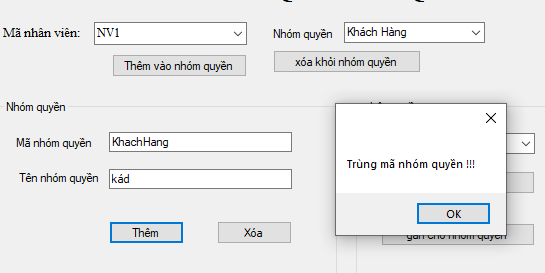 Mã nhân viên: NV1 Nhóm quyền Khách Hàng
Thêm vào nhóm quyền xóa khỏi nhóm quyền
Nhóm quyền
Mã nhóm quyền KhachHang
Tên nhóm quyền kád
Thêm Xóa
Trùng mã nhóm quyền !!!
OK
gán cho nhóm quyền